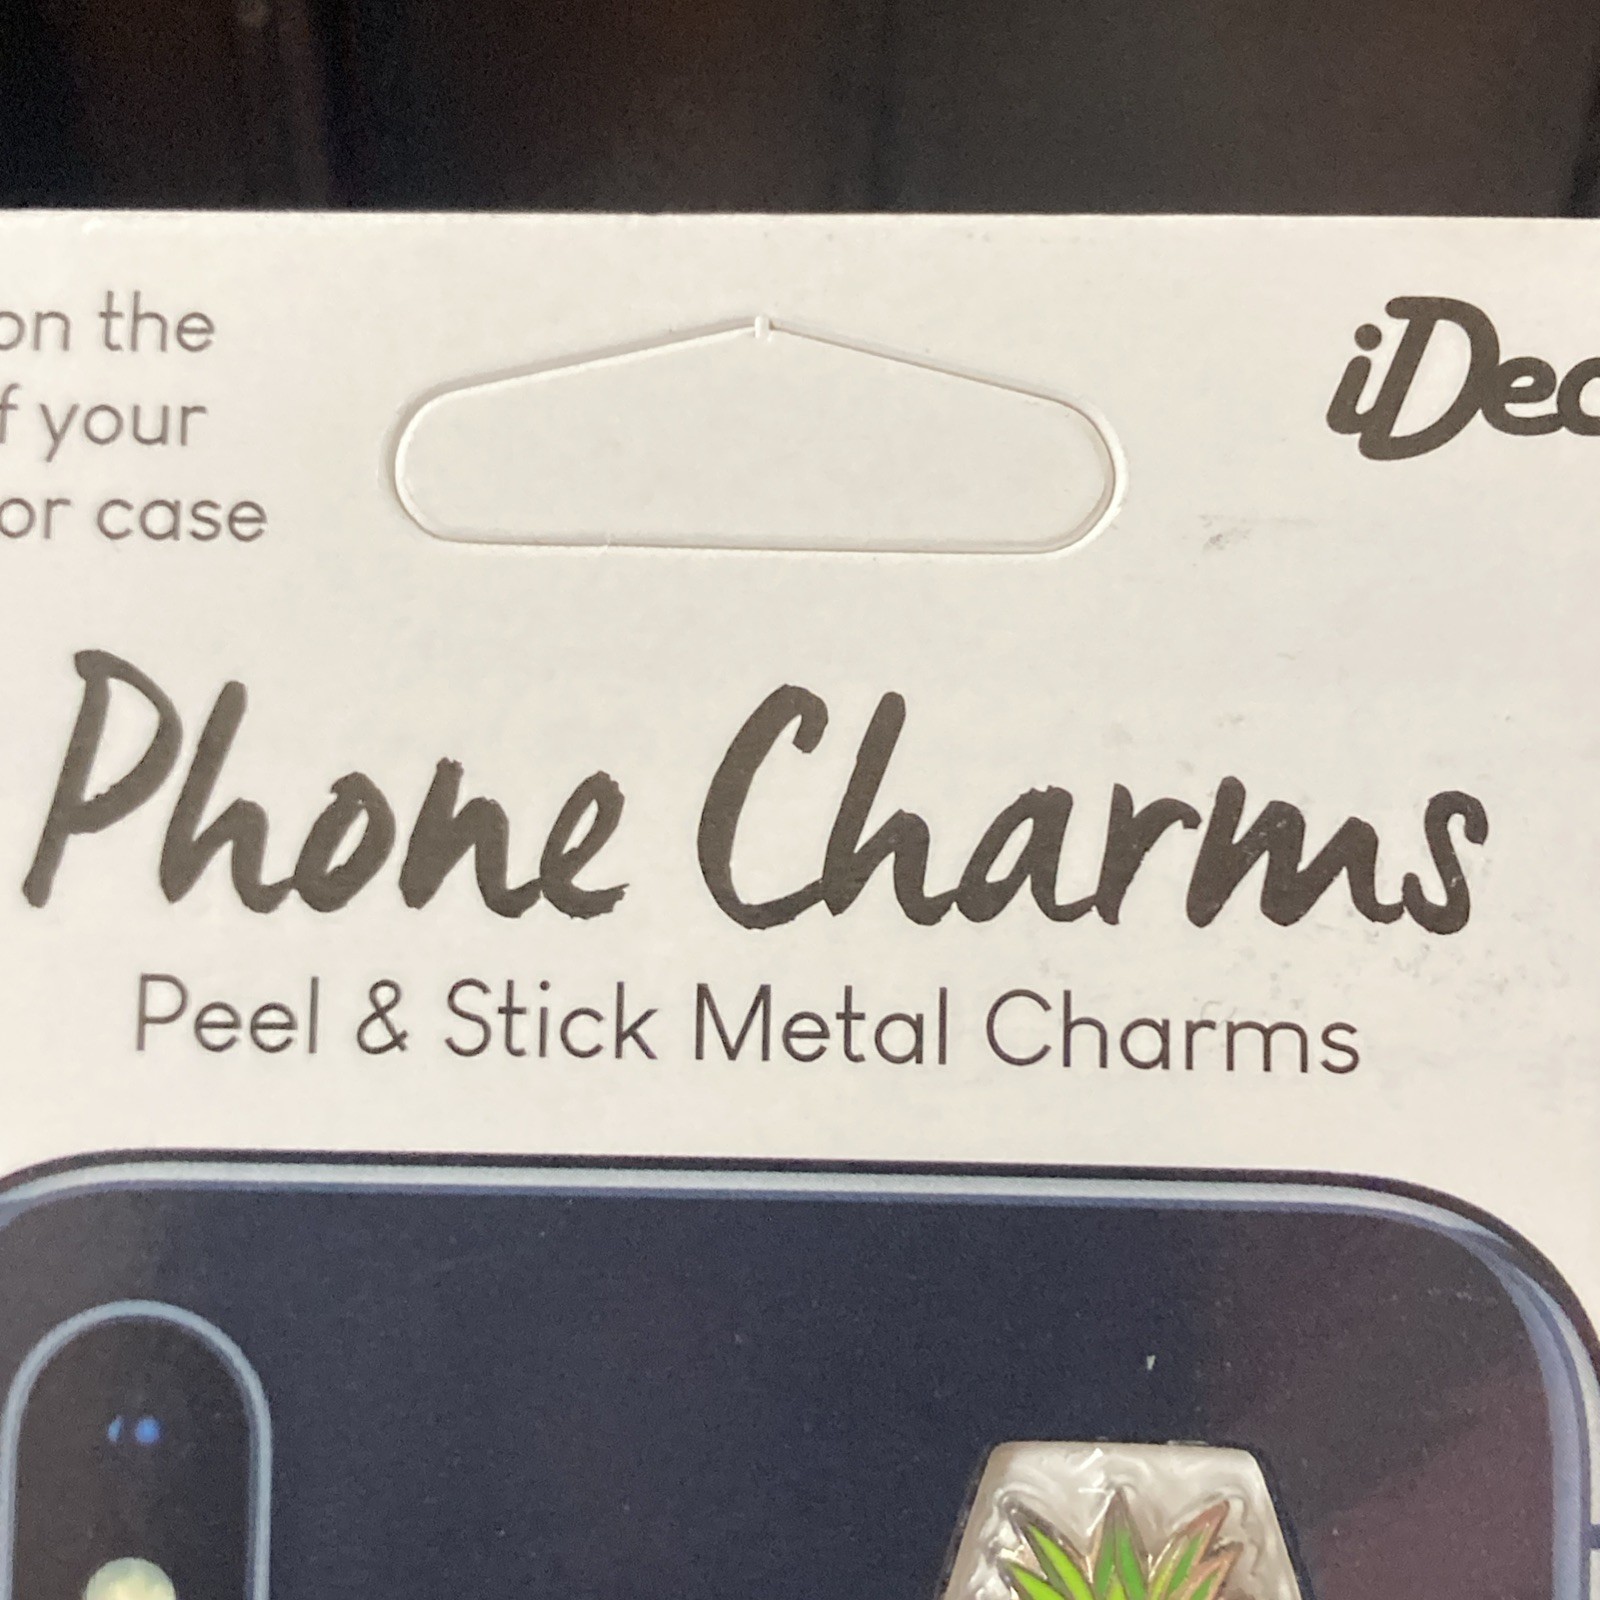 on the
f your
or case
iDec
Phone Charms
Peel & Stick Metal Charms